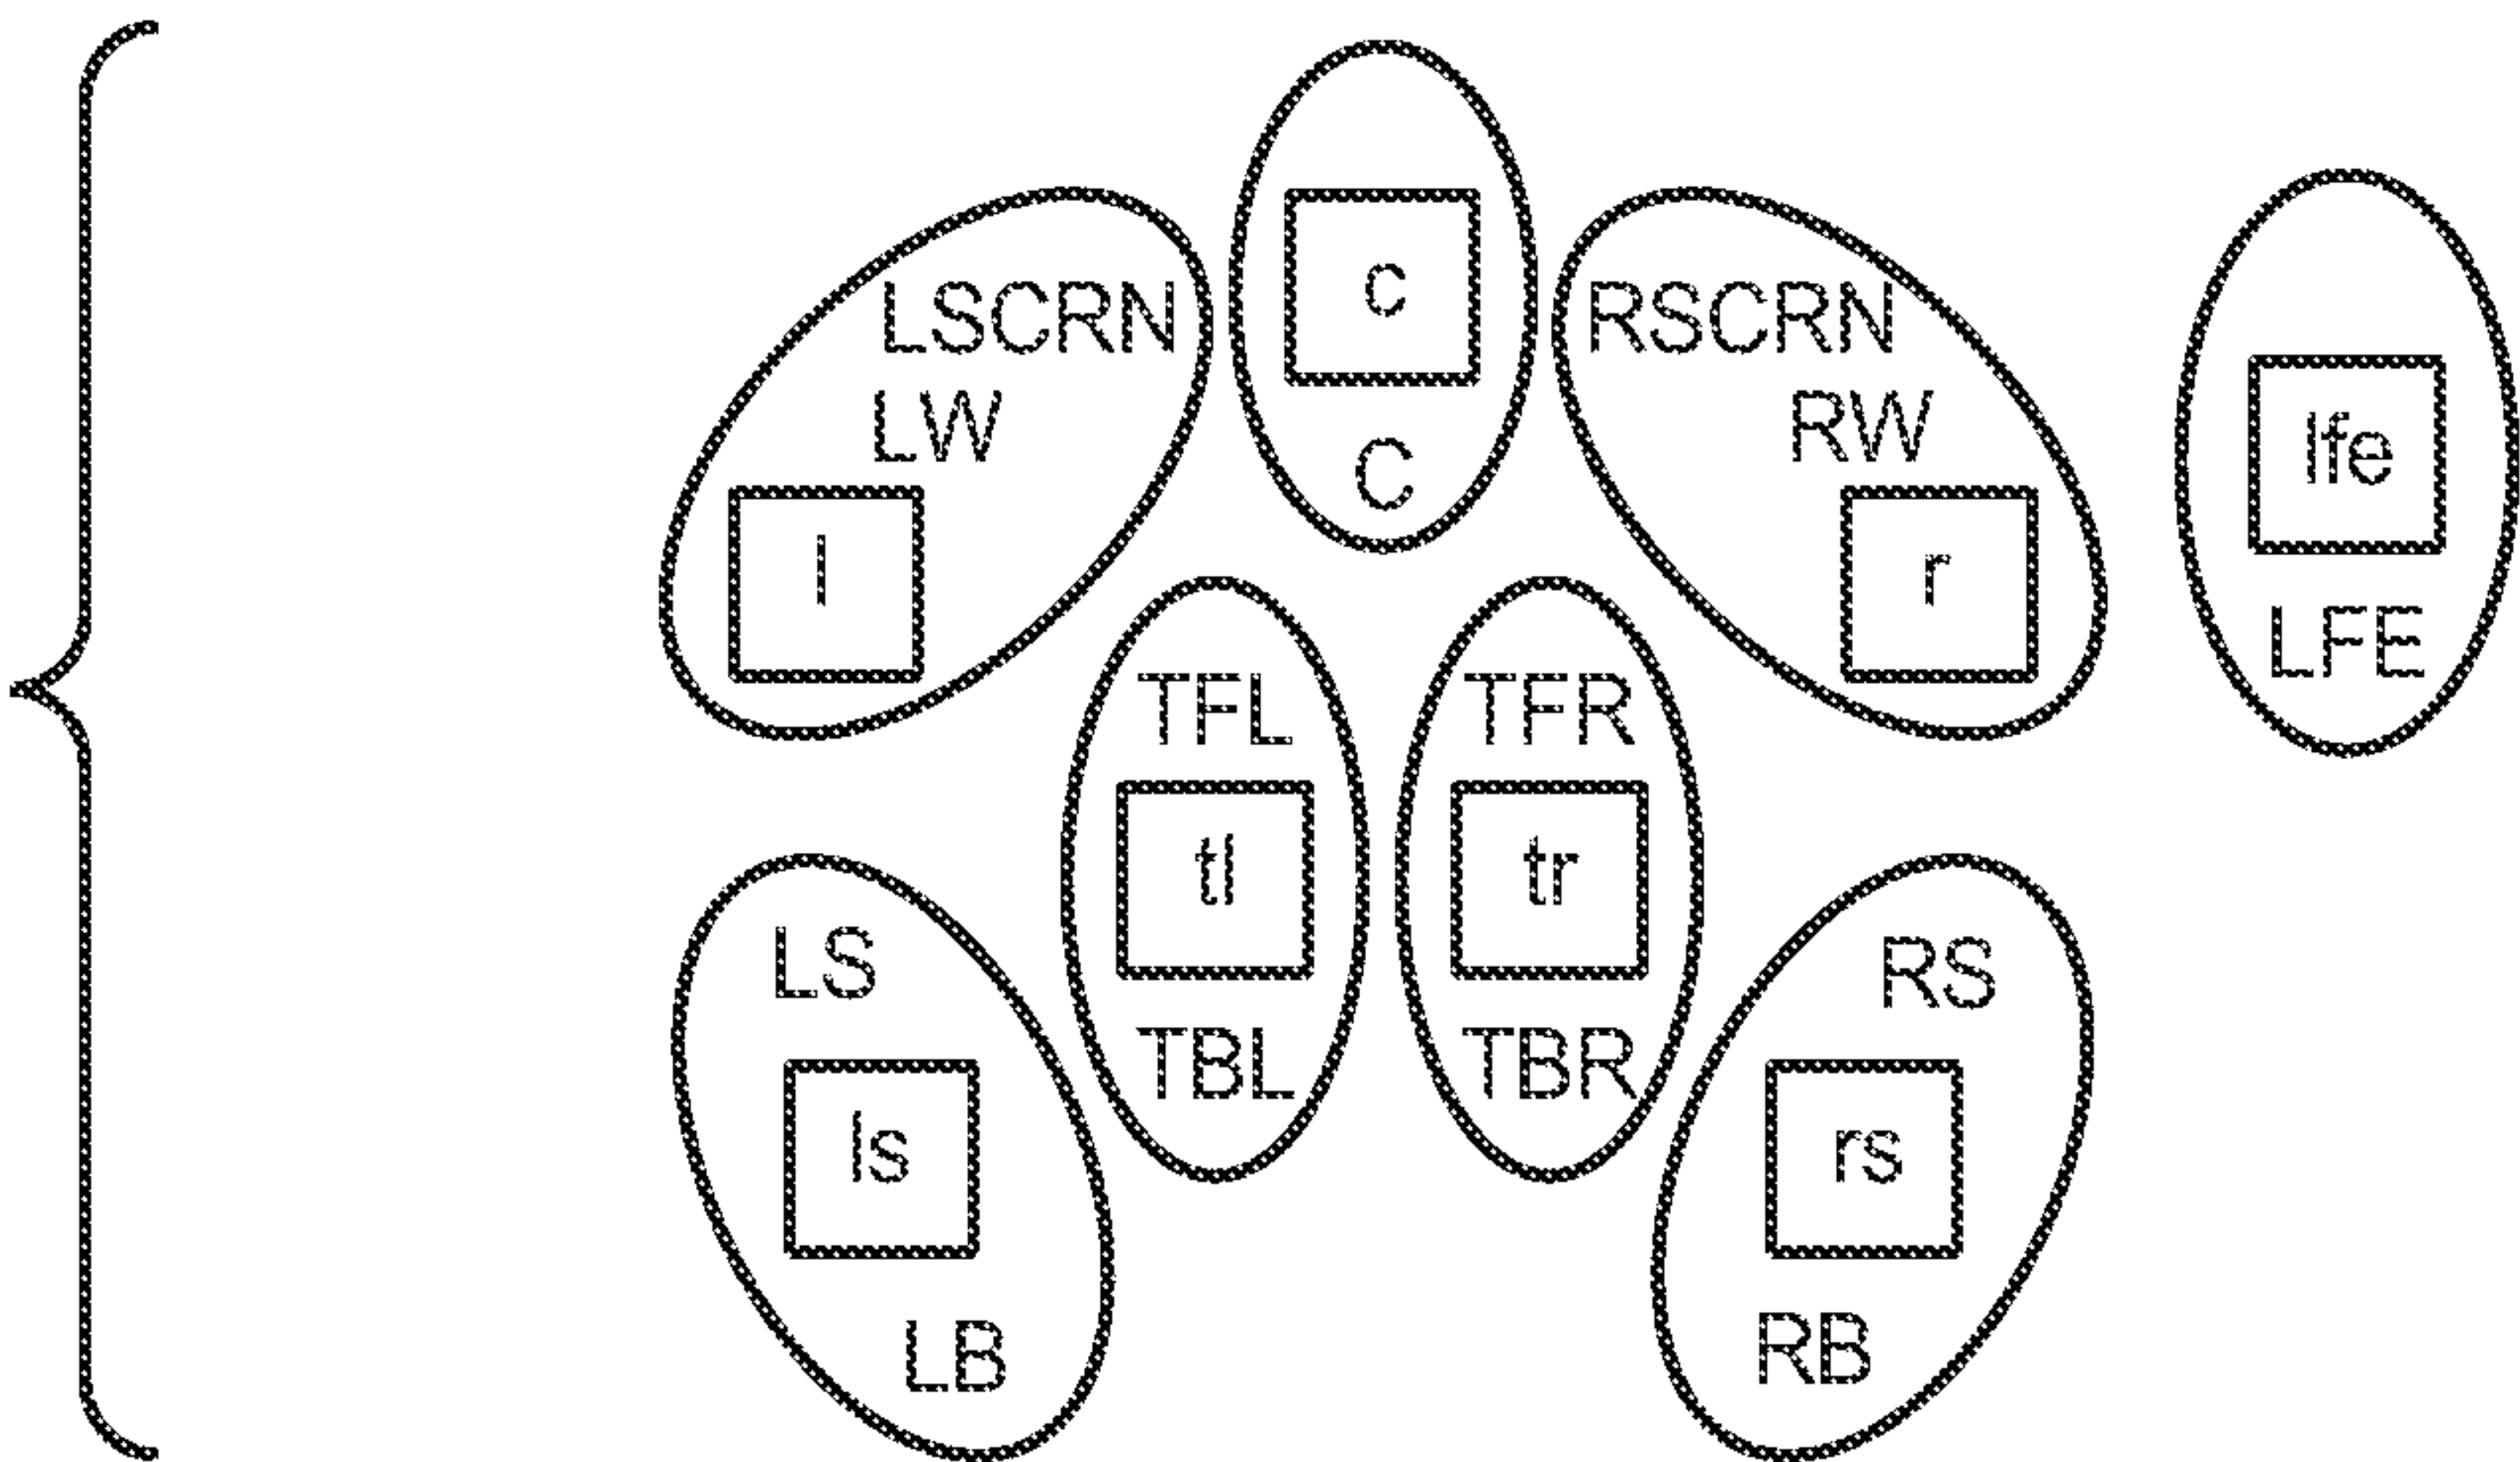 c
C
LSCRN
LW
l
RSCRN
RW
r
lfe
LFE
TFL
tl
TBL
TFR
tr
TBR
LS
ls
LB
RS
rs
RB